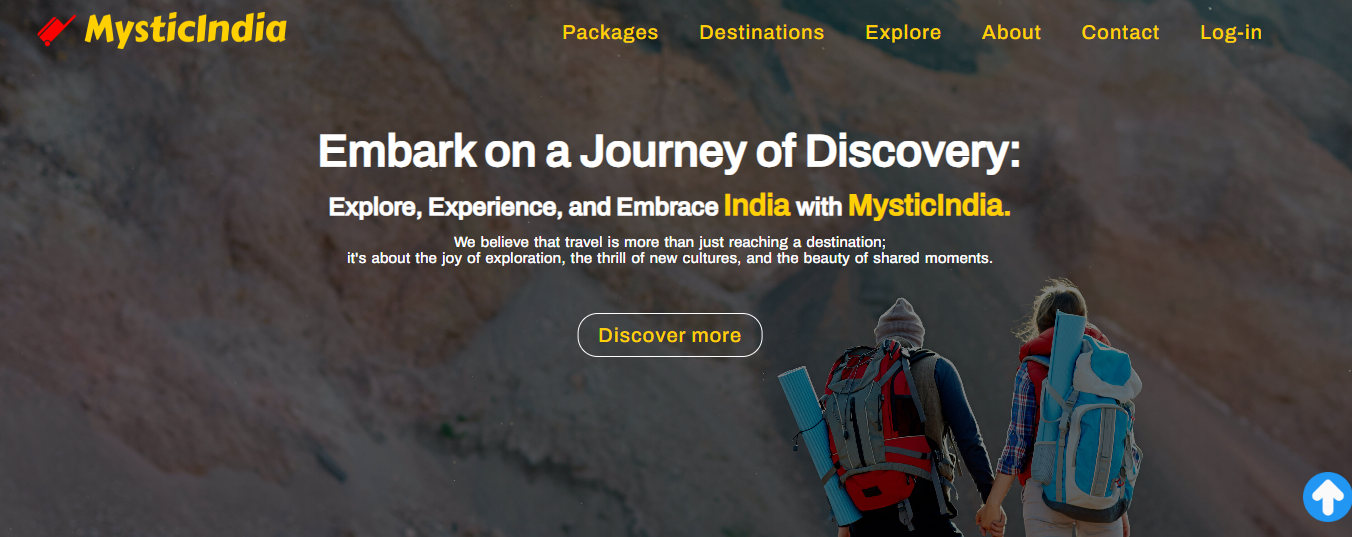 MysticIndia
Packages Destinations Explore About Contact Log-in
Embark on a Journey of Discovery:
Explore, Experience, and Embrace India with MysticIndia.
We believe that travel is more than just reaching a destination;
it's about the joy of exploration, the thrill of new cultures, and the beauty of shared moments.
Discover more